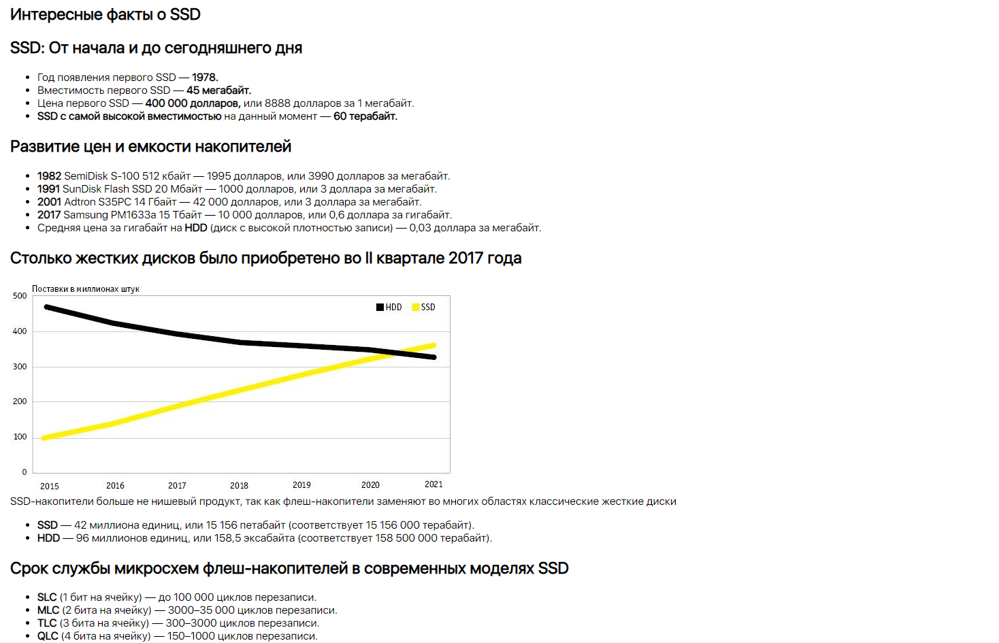 Интересные факты о SSD
SSD: От начала и до сегодняшнего дня
Год появления первого SSD — 1978.
Вместимость первого SSD — 45 мегабайт.
Цена первого SSD — 400 000 долларов, или 8888 долларов за 1 мегабайт.
SSD с самой высокой вместимостью на данный момент — 60 терабайт.
Развитие цен и емкости накопителей
1982 SemiDisk S-100 512 кбайт — 1995 долларов, или 3990 долларов за мегабайт.
1991 SunDisk Flash SSD 20 Мбайт — 1000 долларов, или 3 доллара за мегабайт.
2001 Adtron S35PC 14 Гбайт — 42 000 долларов, или 3 доллара за мегабайт.
2017 Samsung PM1633a 15 Тбайт — 10 000 долларов, или 0,6 доллара за гигабайт.
Средняя цена за гигабайт на HDD (диск с высокой плотностью записи) — 0,03 доллара за мегабайт.
Столько жестких дисков было приобретено во II квартале 2017 года
Поставки в миллионах штук
500
HDD SSD
400
300
200
100
0
2015 2016 2017 2018 2019 2020 2021
SSD-накопители больше не нишевый продукт, так как флеш-накопители заменяют во многих областях классические жесткие диски
SSD — 42 миллиона единиц, или 15 156 петабайт (соответствует 15 156 000 терабайт).
HDD — 96 миллионов единиц, или 158,5 эксабайта (соответствует 158 500 000 терабайт).
Срок службы микросхем флеш-накопителей в современных моделях SSD
SLC (1 бит на ячейку) — до 100 000 циклов перезаписи.
MLC (2 бита на ячейку) — 3000–35 000 циклов перезаписи.
TLC (3 бита на ячейку) — 300–3000 циклов перезаписи.
QLC (4 бита на ячейку) — 150–1000 циклов перезаписи.